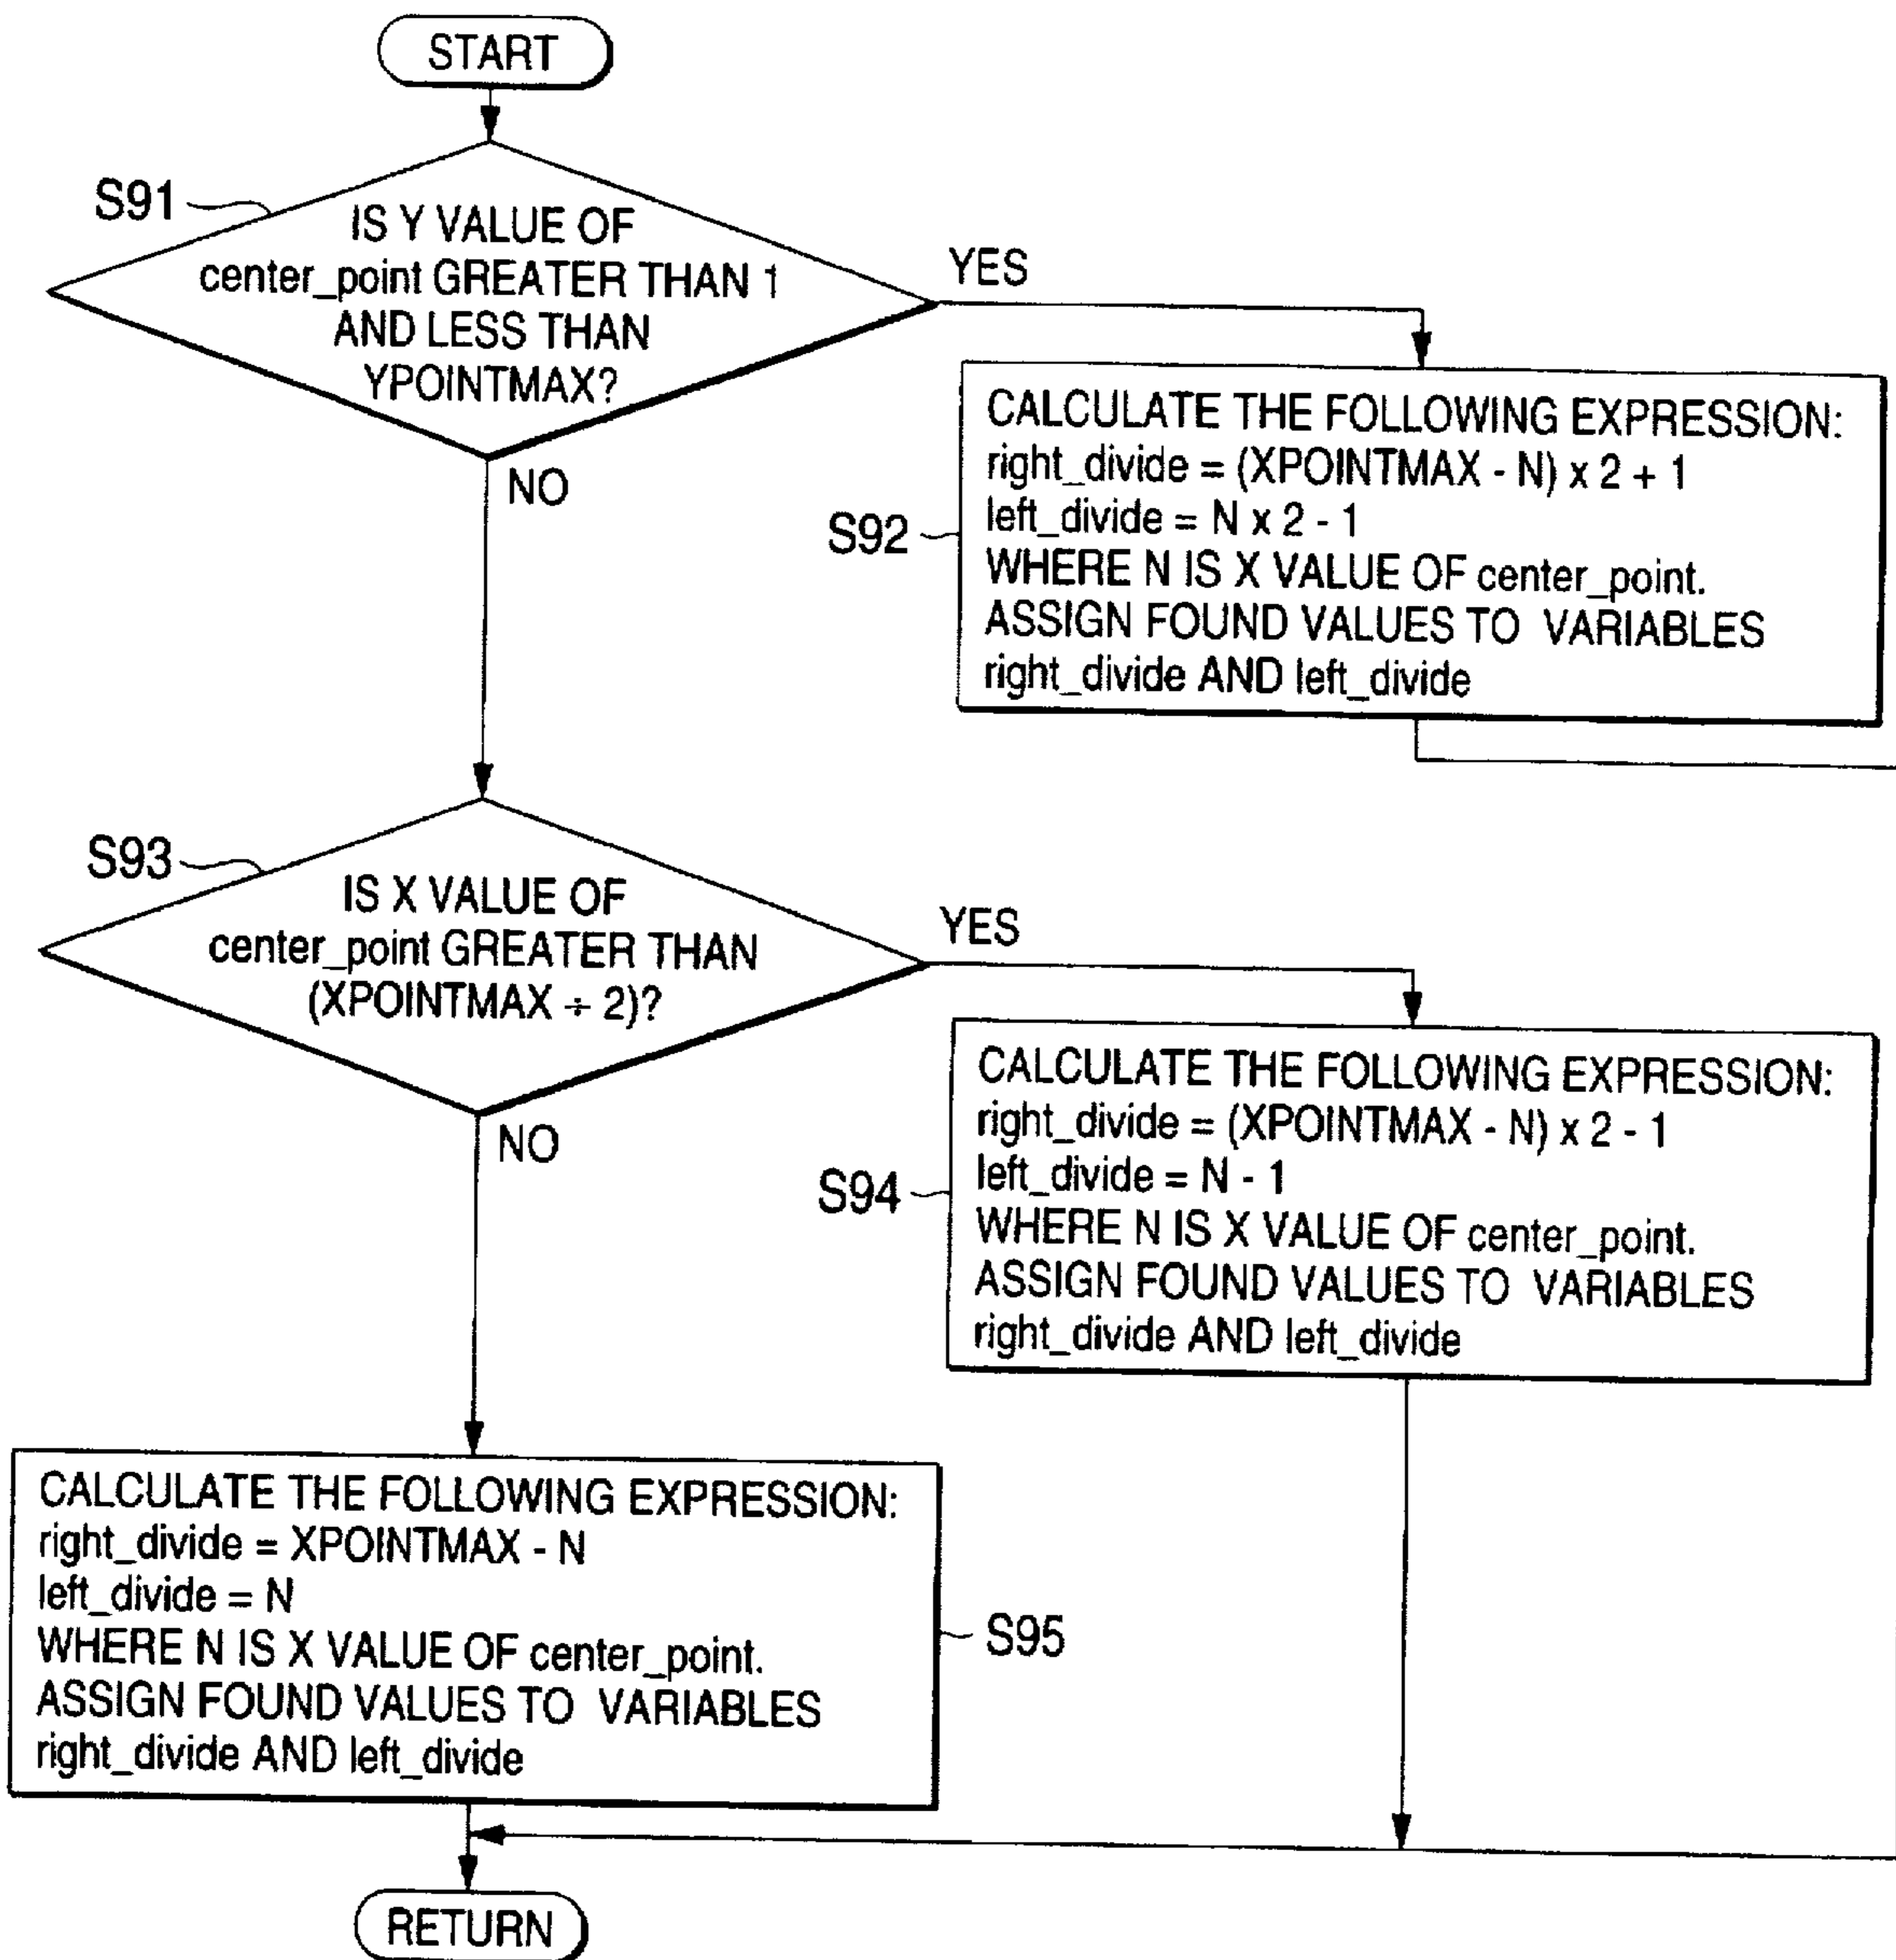 START
S91
IS Y VALUE OF
center_point GREATER THAN 1
AND LESS THAN
YPOINTMAX?
YES
NO
S92
CALCULATE THE FOLLOWING EXPRESSION:
right_divide = (XPOINTMAX - N) x 2 + 1
left_divide = N x 2 - 1
WHERE N IS X VALUE OF center_point.
ASSIGN FOUND VALUES TO VARIABLES
right_divide AND left_divide
S93
IS X VALUE OF
center_point GREATER THAN
(XPOINTMAX ÷ 2)?
YES
NO
S94
CALCULATE THE FOLLOWING EXPRESSION:
right_divide = (XPOINTMAX - N) x 2 - 1
left_divide = N - 1
WHERE N IS X VALUE OF center_point.
ASSIGN FOUND VALUES TO VARIABLES
right_divide AND left_divide
CALCULATE THE FOLLOWING EXPRESSION:
right_divide = XPOINTMAX - N
left_divide = N
WHERE N IS X VALUE OF center_point.
ASSIGN FOUND VALUES TO VARIABLES
right_divide AND left_divide
S95
RETURN